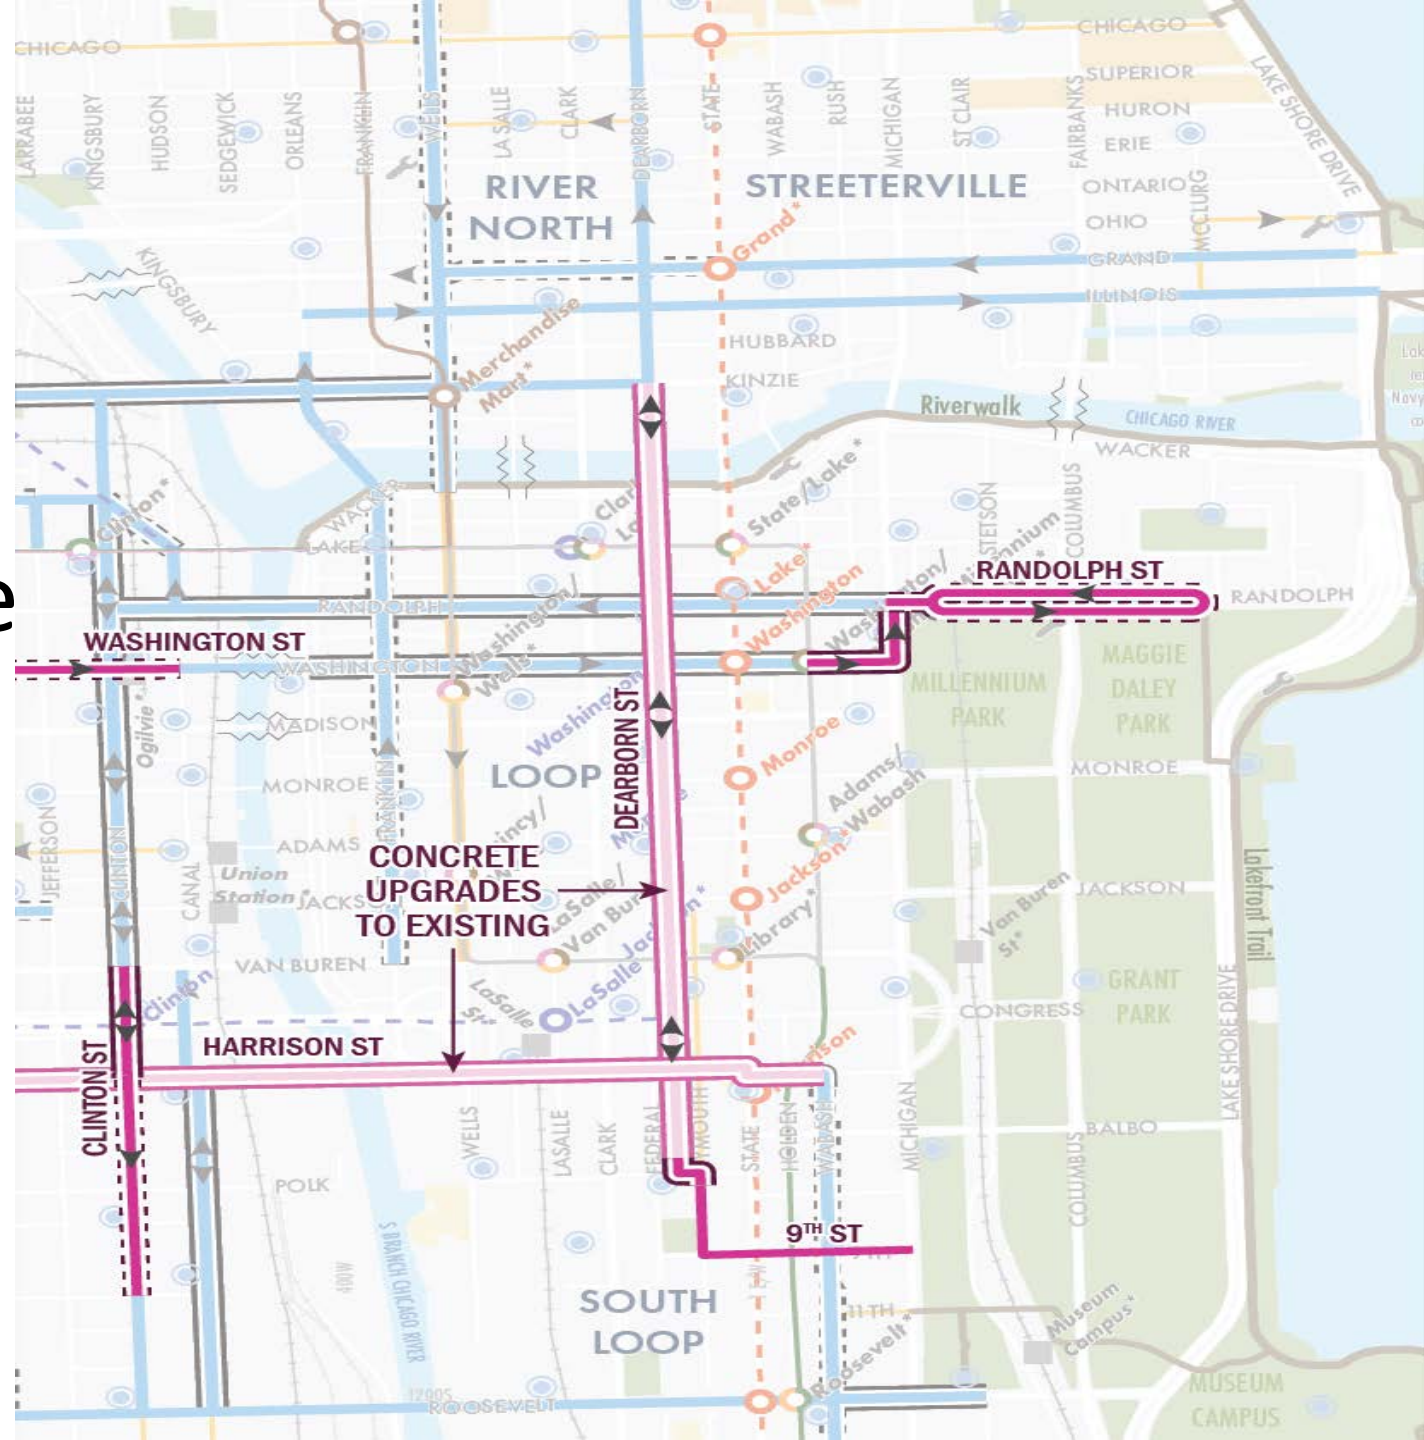 CHICAGO
CHICAGO
SUPERIOR
HURON
ERIE
ONTARIO
OHIO
GRAND
ILLINOIS
LAKE SHORE DRIVE
LARRABEE
KINGSBURY
HUDSON
SEDGEWICK
ORLEANS
FRANKLIN
WELLS
LA SALLE
CLARK
DEARBORN
STATE
WABASH
RUSH
MICHIGAN
ST CLAIR
FAIRBANKS
MCCLURG
RIVER
NORTH
STREETERVILLE
Grand*
KINGSBURY
Merchandise
Mart*
HUBBARD
KINZIE
Riverwalk
CHICAGO RIVER
WACKER
Navy
WACKER
Clinton*
LAKE
State/Lake*
STETSON
COLUMBUS
Lake*
Washington
RANDOLPH ST
RANDOLPH
RANDOLPH
e
WASHINGTON ST
WASHINGTON
Washington/
Wells*
MAGGIE
DALEY
PARK
MILLENNIUM
PARK
MADISON
Ogilvie*
Washington
DEARBORN ST
Monroe
MONROE
MONROE
LOOP
FRANKLIN
Adams/
Wabash
JEFFERSON
CLINTON
CANAL
ADAMS
Union
Station*
CONCRETE
UPGRADES
TO EXISTING
LaSalle/
Jackson*
Library*
JACKSON
Van Buren
St*
Lakefront Trail
VAN BUREN
Clinton
LaSalle
St*
LaSalle
GRANT
PARK
CONGRESS
LAKE SHORE DRIVE
CLINTON ST
HARRISON ST
WELLS
LASALLE
CLARK
FEDERAL
STATE
HOLDEN
WABASH
MICHIGAN
COLUMBUS
BALBO
POLK
S BRANCH CHICAGO RIVER
400W
9TH ST
SOUTH
LOOP
11TH
Roosevelt*
Museum
Campus*
1200S
ROOSEVELT
MUSEUM
CAMPUS